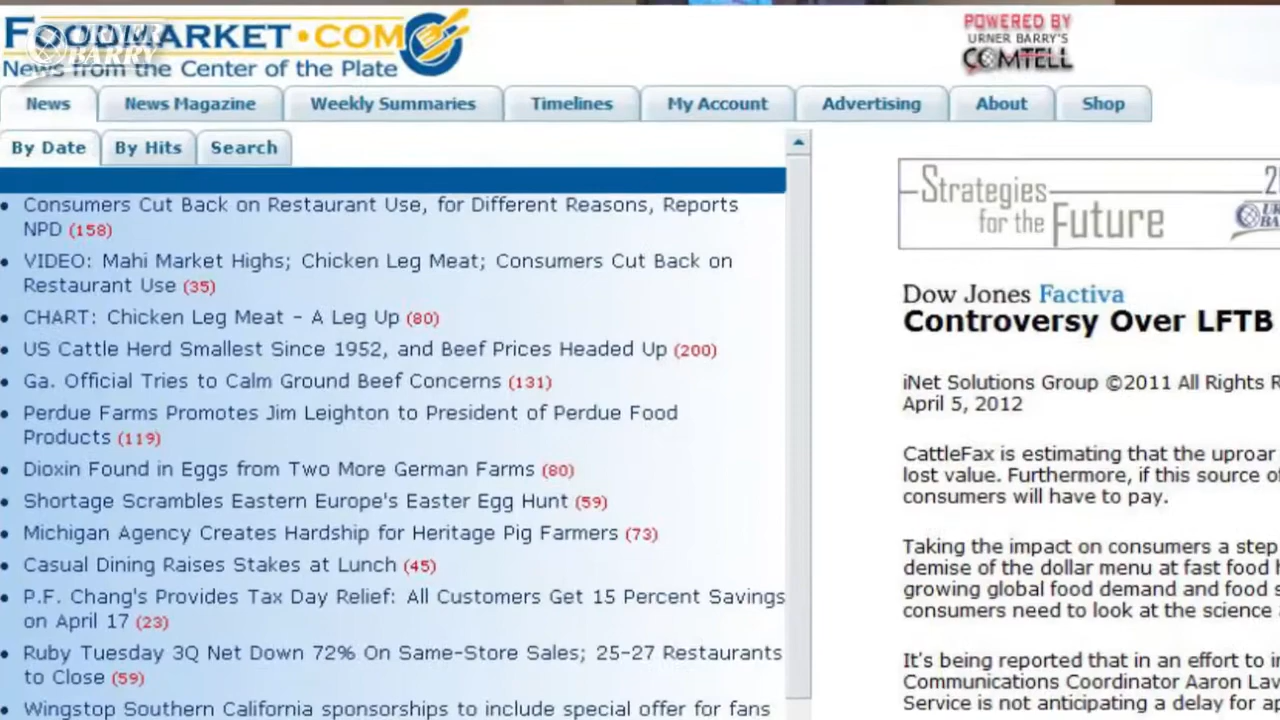 FOODMARKET•COM
URNER BARRY
News from the Center of the Plate
POWERED BY
URNER BARRY'S
COMTELL
News
News Magazine
Weekly Summaries
Timelines
My Account
Advertising
About
Shop
By Date
By Hits
Search
Consumers Cut Back on Restaurant Use, for Different Reasons, Reports
NPD (158)
VIDEO: Mahi Market Highs; Chicken Leg Meat; Consumers Cut Back on
Restaurant Use (35)
CHART: Chicken Leg Meat - A Leg Up (80)
US Cattle Herd Smallest Since 1952, and Beef Prices Headed Up (200)
Ga. Official Tries to Calm Ground Beef Concerns (131)
Perdue Farms Promotes Jim Leighton to President of Perdue Food
Products (119)
Dioxin Found in Eggs from Two More German Farms (80)
Shortage Scrambles Eastern Europe's Easter Egg Hunt (59)
Michigan Agency Creates Hardship for Heritage Pig Farmers (73)
Casual Dining Raises Stakes at Lunch (45)
P.F. Chang's Provides Tax Day Relief: All Customers Get 15 Percent Savings
on April 17 (23)
Ruby Tuesday 3Q Net Down 72% On Same-Store Sales; 25-27 Restaurants
to Close (59)
Wingstop Southern California sponsorships to include special offer for fans
Strategies
for the Future
Dow Jones Factiva
Controversy Over LFTB
iNet Solutions Group ©2011 All Rights
April 5, 2012
CattleFax is estimating that the uproar
lost value. Furthermore, if this source
consumers will have to pay.
Taking the impact on consumers a step
demise of the dollar menu at fast food
growing global food demand and food
consumers need to look at the science
It's being reported that in an effort to
Communications Coordinator Aaron
Service is not anticipating a delay for